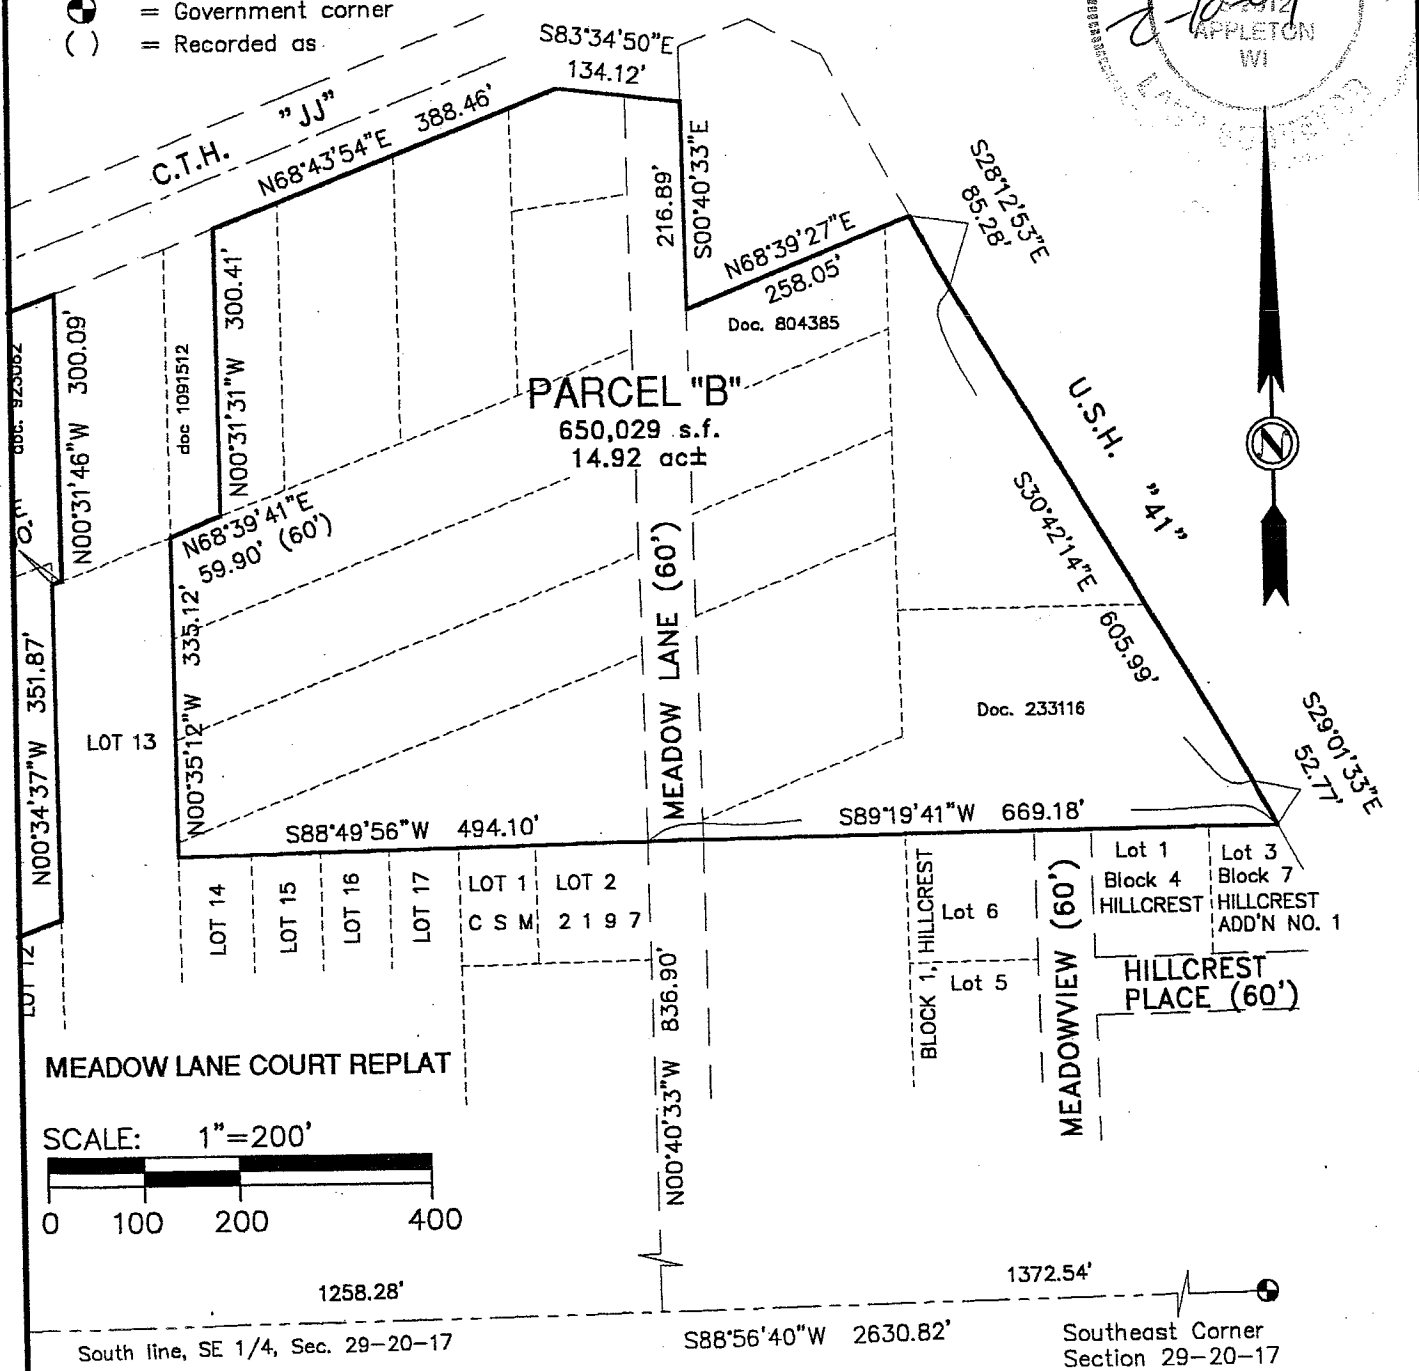 = Government corner
( ) = Recorded as
APPLETON
WI
S83°34'50"E
134.12'
C.T.H. "JJ"
N68°43'54"E 388.46'
216.89'
S00°40'33"E
S28°12'53"E
85.28'
N68°39'27"E
258.05'
Doc. 804385
N00°31'46"W 300.09'
doc 1091512
N00°31'31"W 300.41'
PARCEL "B"
650,029 s.f.
14.92 ac±
U.S.H. "41"
S30°42'14"E 605.99'
N68°39'41"E
59.90' (60')
MEADOW LANE (60')
N00°35'12"W 335.12'
N00°34'37"W 351.87'
LOT 13
Doc. 233116
S29°01'33"E
52.77'
S88°49'56"W 494.10'
S89°19'41"W 669.18'
LOT 14
LOT 15
LOT 16
LOT 17
LOT 1
LOT 2
C S M 2 1 9 7
BLOCK 1, HILLCREST
Lot 6
Lot 5
MEADOWVIEW (60')
Lot 1
Block 4
HILLCREST
Lot 3
Block 7
HILLCREST
ADD'N NO. 1
HILLCREST
PLACE (60')
LOT 12
N00°40'33"W 836.90'
MEADOW LANE COURT REPLAT
SCALE: 1"=200'
0 100 200 400
1258.28'
1372.54'
South line, SE 1/4, Sec. 29-20-17
S88°56'40"W 2630.82'
Southeast Corner
Section 29-20-17